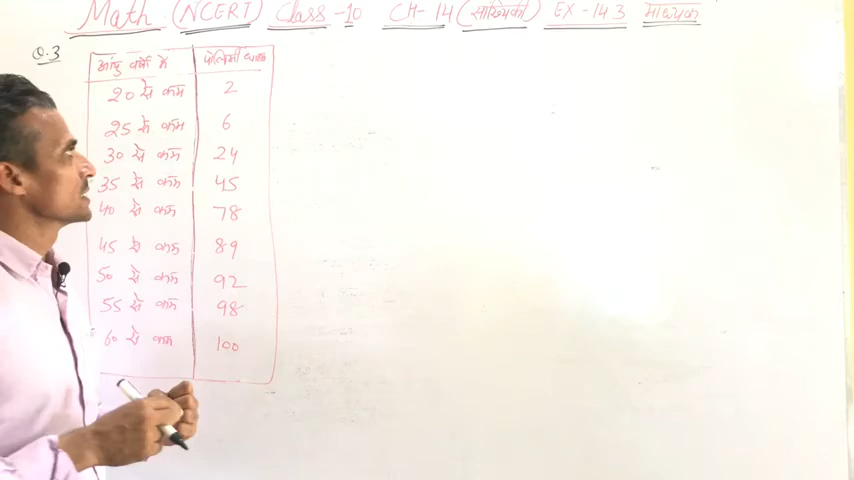 Math (NCERT) Class -10 CH- 14 (सांख्यिकी) EX - 14.3 माध्यक
Q.3
आयु वर्षों में पॉलिसी धारक
20 से कम 2
25 से कम 6
30 से कम 24
35 से कम 45
40 से कम 78
45 से कम 89
50 से कम 92
55 से कम 98
60 से कम 100